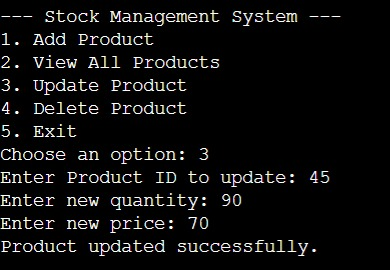 --- Stock Management System ---
1. Add Product
2. View All Products
3. Update Product
4. Delete Product
5. Exit
Choose an option: 3
Enter Product ID to update: 45
Enter new quantity: 90
Enter new price: 70
Product updated successfully.